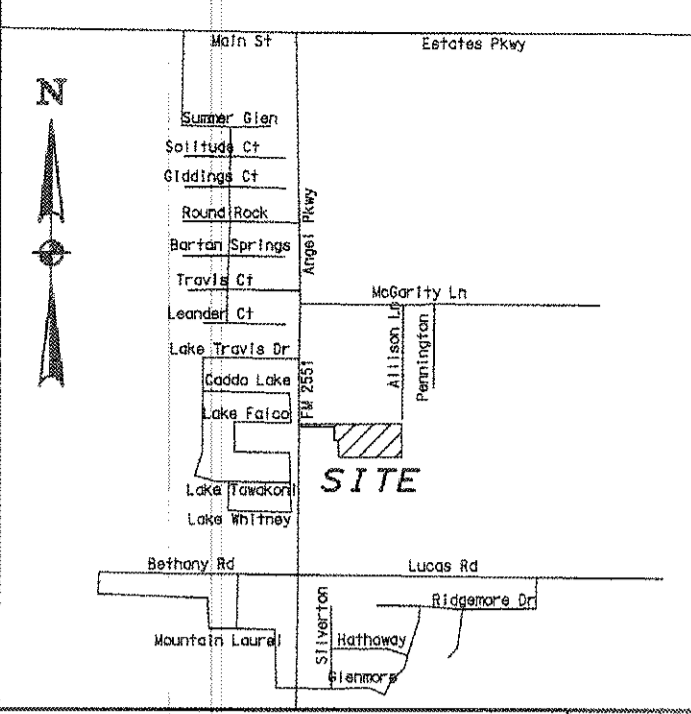 Main St
Estates Pkwy
N
Summer Glen
Solitude Ct
Giddings Ct
Round Rock
Angel Pkwy
Bartan Springs
Travis Ct
McGarity Ln
Leander Ct
Allison Ln
Pennington
Lake Travis Dr
FM 2551
Caddo Lake
Lake Falco
SITE
Lake Tawakoni
Lake Whitney
Bethany Rd
Lucas Rd
Silverton
Ridgemore Dr
Mountain Laurel
Hathaway
Glenmore